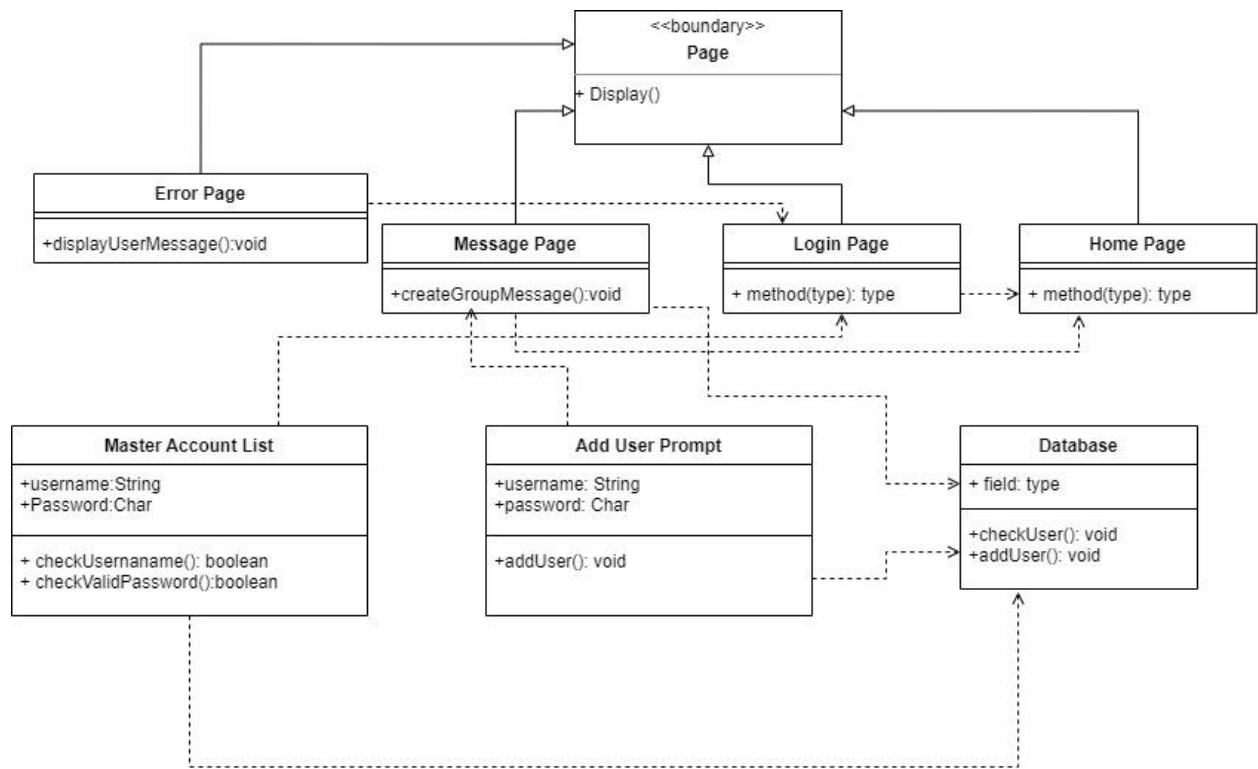 <<boundary>>
Page
+ Display()
Error Page
+displayUserMessage():void
Message Page
+createGroupMessage():void
Login Page
+ method(type): type
Home Page
+ method(type): type
Master Account List
+username:String
+Password:Char
+ checkUsernaname(): boolean
+ checkValidPassword():boolean
Add User Prompt
+username: String
+password: Char
+addUser(): void
Database
+ field: type
+checkUser(): void
+addUser(): void